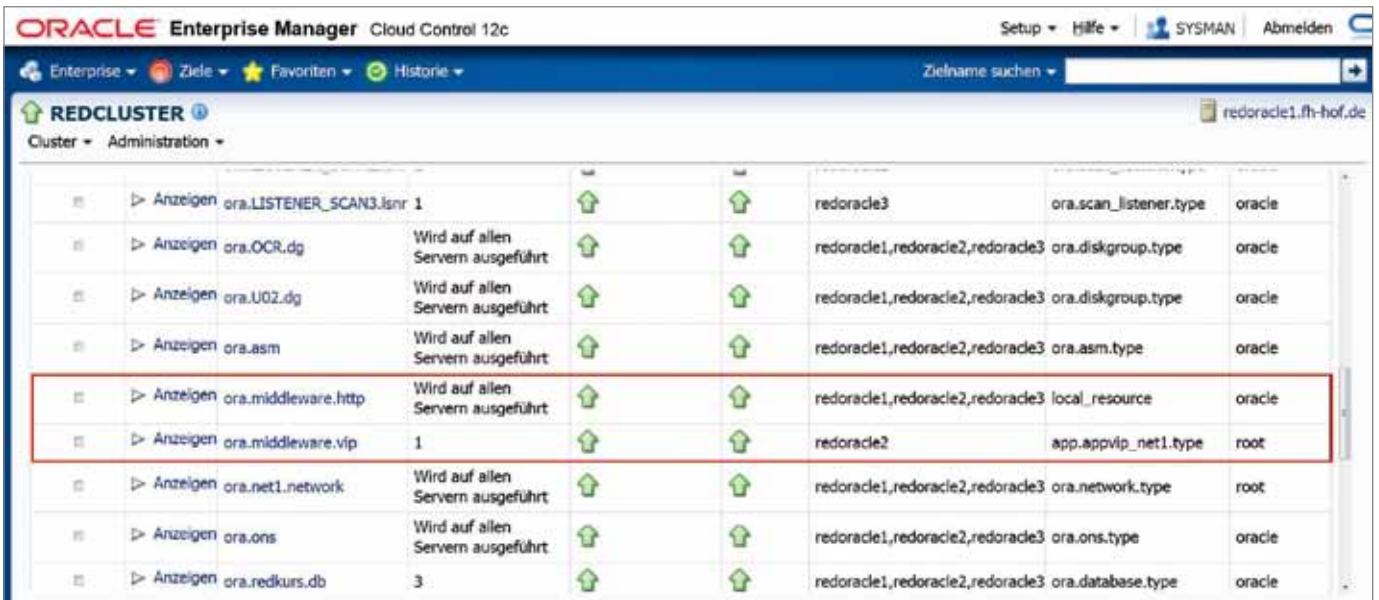 ORACLE Enterprise Manager Cloud Control 12c Setup Hilfe SYSMAN Abmelden
Enterprise Ziele Favoriten Historie Zielname suchen
REDCLUSTER redoracle1.fh-hof.de
Cluster Administration
Anzeigen ora.LISTENER_SCAN3.lsnr 1 redoracle3 ora.scan_listener.type oracle
Wird auf allen
Anzeigen ora.OCR.dg Servern ausgeführt redoracle1,redoracle2,redoracle3 ora.diskgroup.type oracle
Wird auf allen
Anzeigen ora.U02.dg Servern ausgeführt redoracle1,redoracle2,redoracle3 ora.diskgroup.type oracle
Wird auf allen
Anzeigen ora.asm Servern ausgeführt redoracle1,redoracle2,redoracle3 ora.asm.type oracle
Wird auf allen
Anzeigen ora.middleware.http Servern ausgeführt redoracle1,redoracle2,redoracle3 local_resource oracle
Anzeigen ora.middleware.vip 1 redoracle2 app.appvip_net1.type root
Wird auf allen
Anzeigen ora.net1.network Servern ausgeführt redoracle1,redoracle2,redoracle3 ora.network.type root
Wird auf allen
Anzeigen ora.ons Servern ausgeführt redoracle1,redoracle2,redoracle3 ora.ons.type oracle
Anzeigen ora.redkurs.db 3 redoracle1,redoracle2,redoracle3 ora.database.type oracle